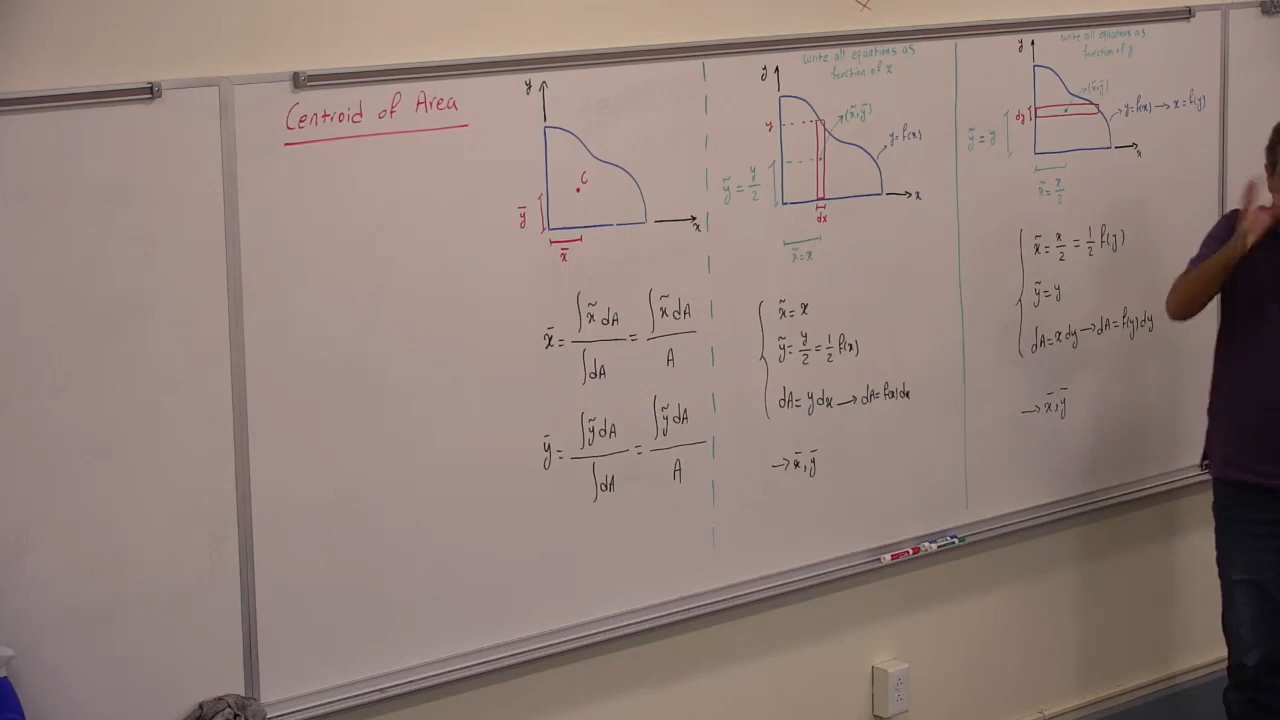 Centroid of Area
y
C
ȳ
x
x̄
x̄ = ∫x̃ dA / ∫dA = ∫x̃ dA / A
ȳ = ∫ỹ dA / ∫dA = ∫ỹ dA / A
write all equations as
function of x
y
y
(x̃,ỹ)
y=f(x)
ỹ = y/2
x
dx
x̃=x
x̃ = x
ỹ = y/2 = 1/2 f(x)
dA = y dx → dA = f(x) dx
→ x̄, ȳ
write all equations as
function of y
y
(x̃,ỹ)
dy
y=f(x) → x=f(y)
ỹ = y
x
x̃ = x/2
x̃ = x/2 = 1/2 f(y)
ỹ = y
dA = x dy → dA = f(y) dy
→ x̄, ȳ